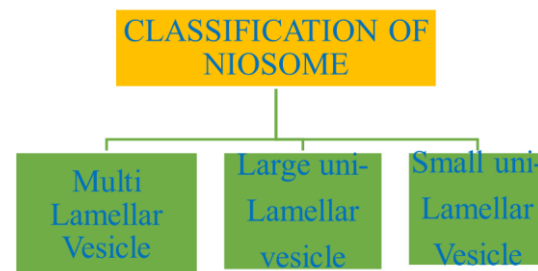 CLASSIFICATION OF
NIOSOME
Multi
Lamellar
Vesicle
Large uni-
Lamellar
vesicle
Small uni-
Lamellar
Vesicle